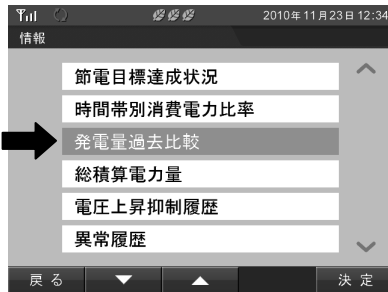 2010年11月23日 12:34
情報
節電目標達成状況
時間帯別消費電力比率
発電量過去比較
総積算電力量
電圧上昇抑制履歴
異常履歴
戻る 決定